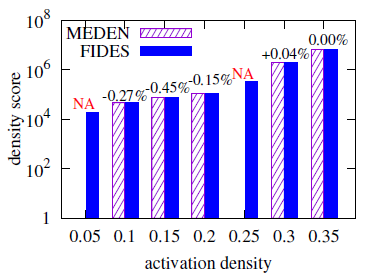 10^8
MEDEN
FIDES
0.00%
+0.04%
10^6
NA
-0.15%
-0.45%
-0.27%
NA
10^4
density score
10^2
1
0.05 0.1 0.15 0.2 0.25 0.3 0.35
activation density